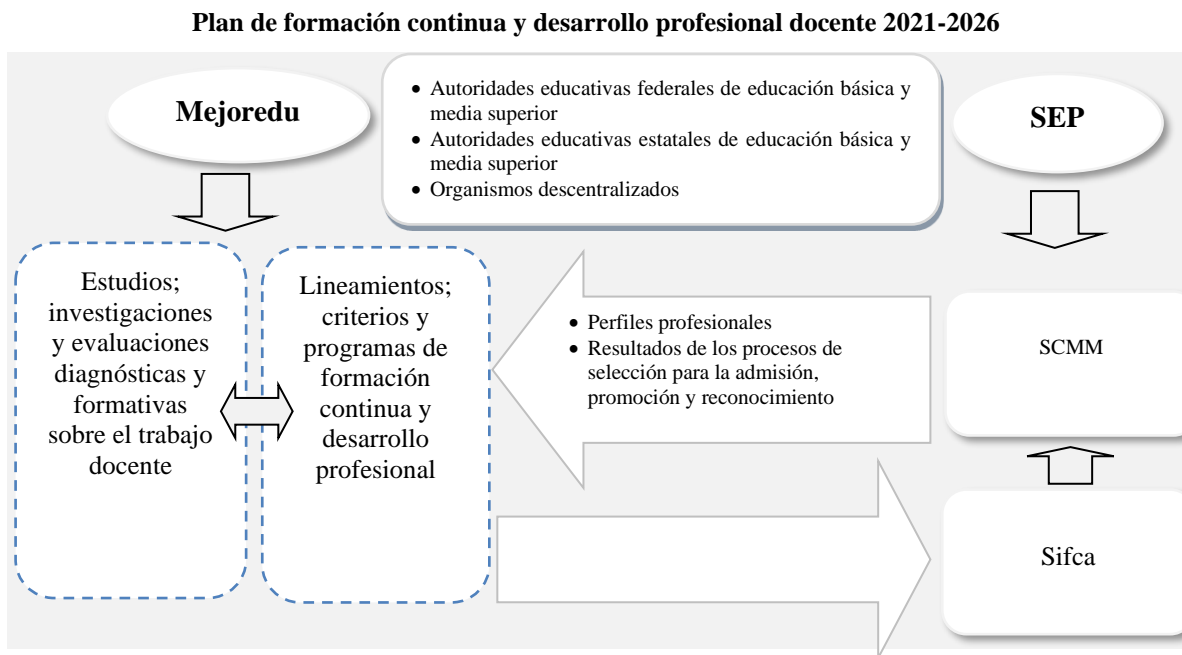 Plan de formación continua y desarrollo profesional docente 2021-2026
Mejoredu
• Autoridades educativas federales de educación básica y
media superior
• Autoridades educativas estatales de educación básica y
media superior
• Organismos descentralizados
SEP
Estudios;
investigaciones
y evaluaciones
diagnósticas y
formativas
sobre el trabajo
docente
Lineamientos;
criterios y
programas de
formación
continua y
desarrollo
profesional
• Perfiles profesionales
• Resultados de los procesos de
selección para la admisión,
promoción y reconocimiento
SCMM
Sifca